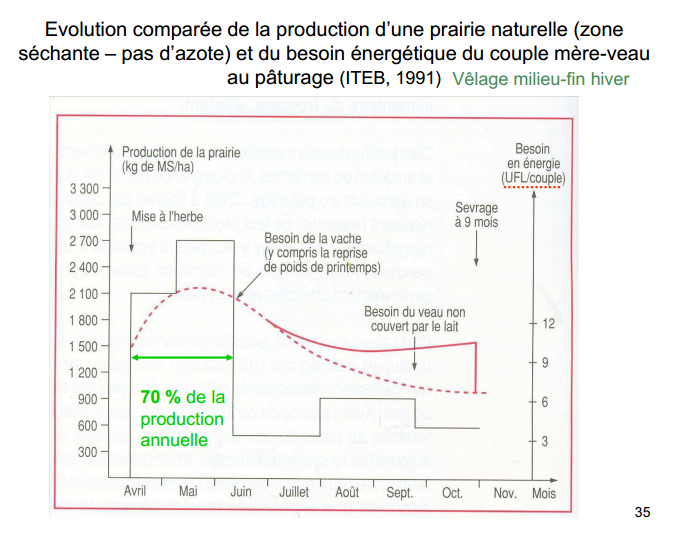 Evolution comparée de la production d'une prairie naturelle (zone
séchante – pas d'azote) et du besoin énergétique du couple mère-veau
au pâturage (ITEB, 1991) Vêlage milieu-fin hiver
Production de la prairie
(kg de MS/ha)
Besoin
en énergie
(UFL/couple)
3 300
3 000
2 700
2 400
2 100
1 800
1 500
1 200
900
600
300
Mise à l'herbe
Besoin de la vache
(y compris la reprise
de poids de printemps)
Sevrage
à 9 mois
Besoin du veau non
couvert par le lait
12
9
6
3
70 % de la
production
annuelle
Avril Mai Juin Juillet Août Sept. Oct. Nov. Mois
35